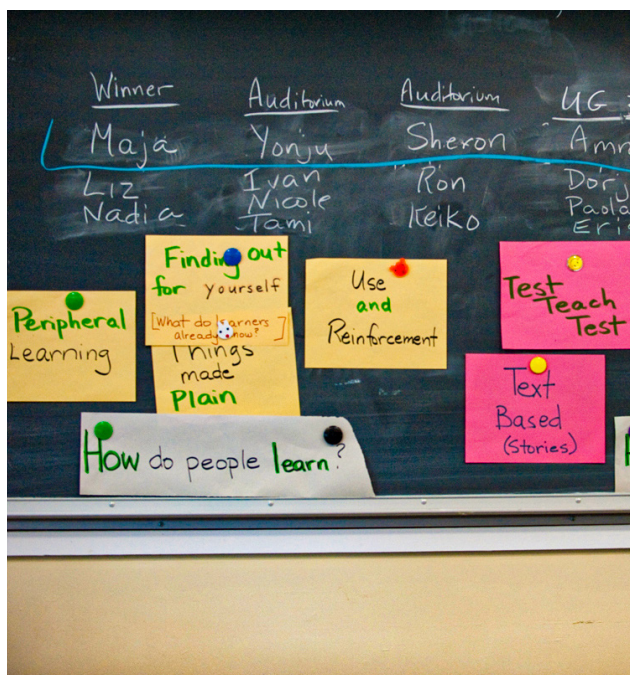 Winner
Maja
Liz
Nadia
Auditorium
Yonju
Ivan
Nicole
Tami
Auditorium
Sheron
Ron
Keiko
UG
Finding out
for yourself
[What do learners
already know?]
Peripheral
Learning
Things
made
Plain
Use
and
Reinforcement
Test
Teach
Test
Text
Based
(Stories)
How do people learn?